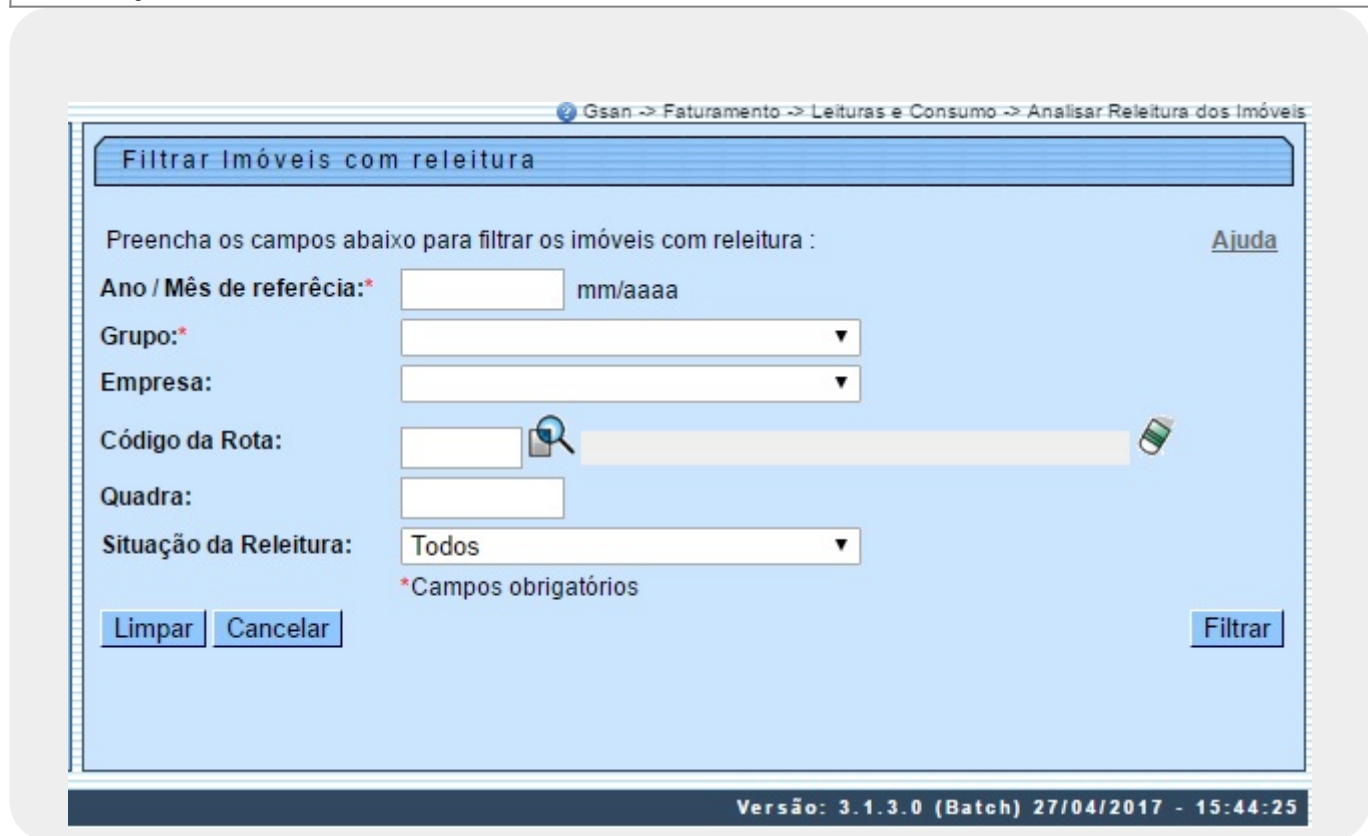 Gsan -> Faturamento -> Leituras e Consumo -> Analisar Releitura dos Imóveis
Filtrar Imóveis com releitura
Preencha os campos abaixo para filtrar os imóveis com releitura : Ajuda
Ano / Mês de referêcia:* mm/aaaa
Grupo:*
Empresa:
Código da Rota:
Quadra:
Situação da Releitura: Todos
*Campos obrigatórios
Limpar Cancelar Filtrar
Versão: 3.1.3.0 (Batch) 27/04/2017 - 15:44:25